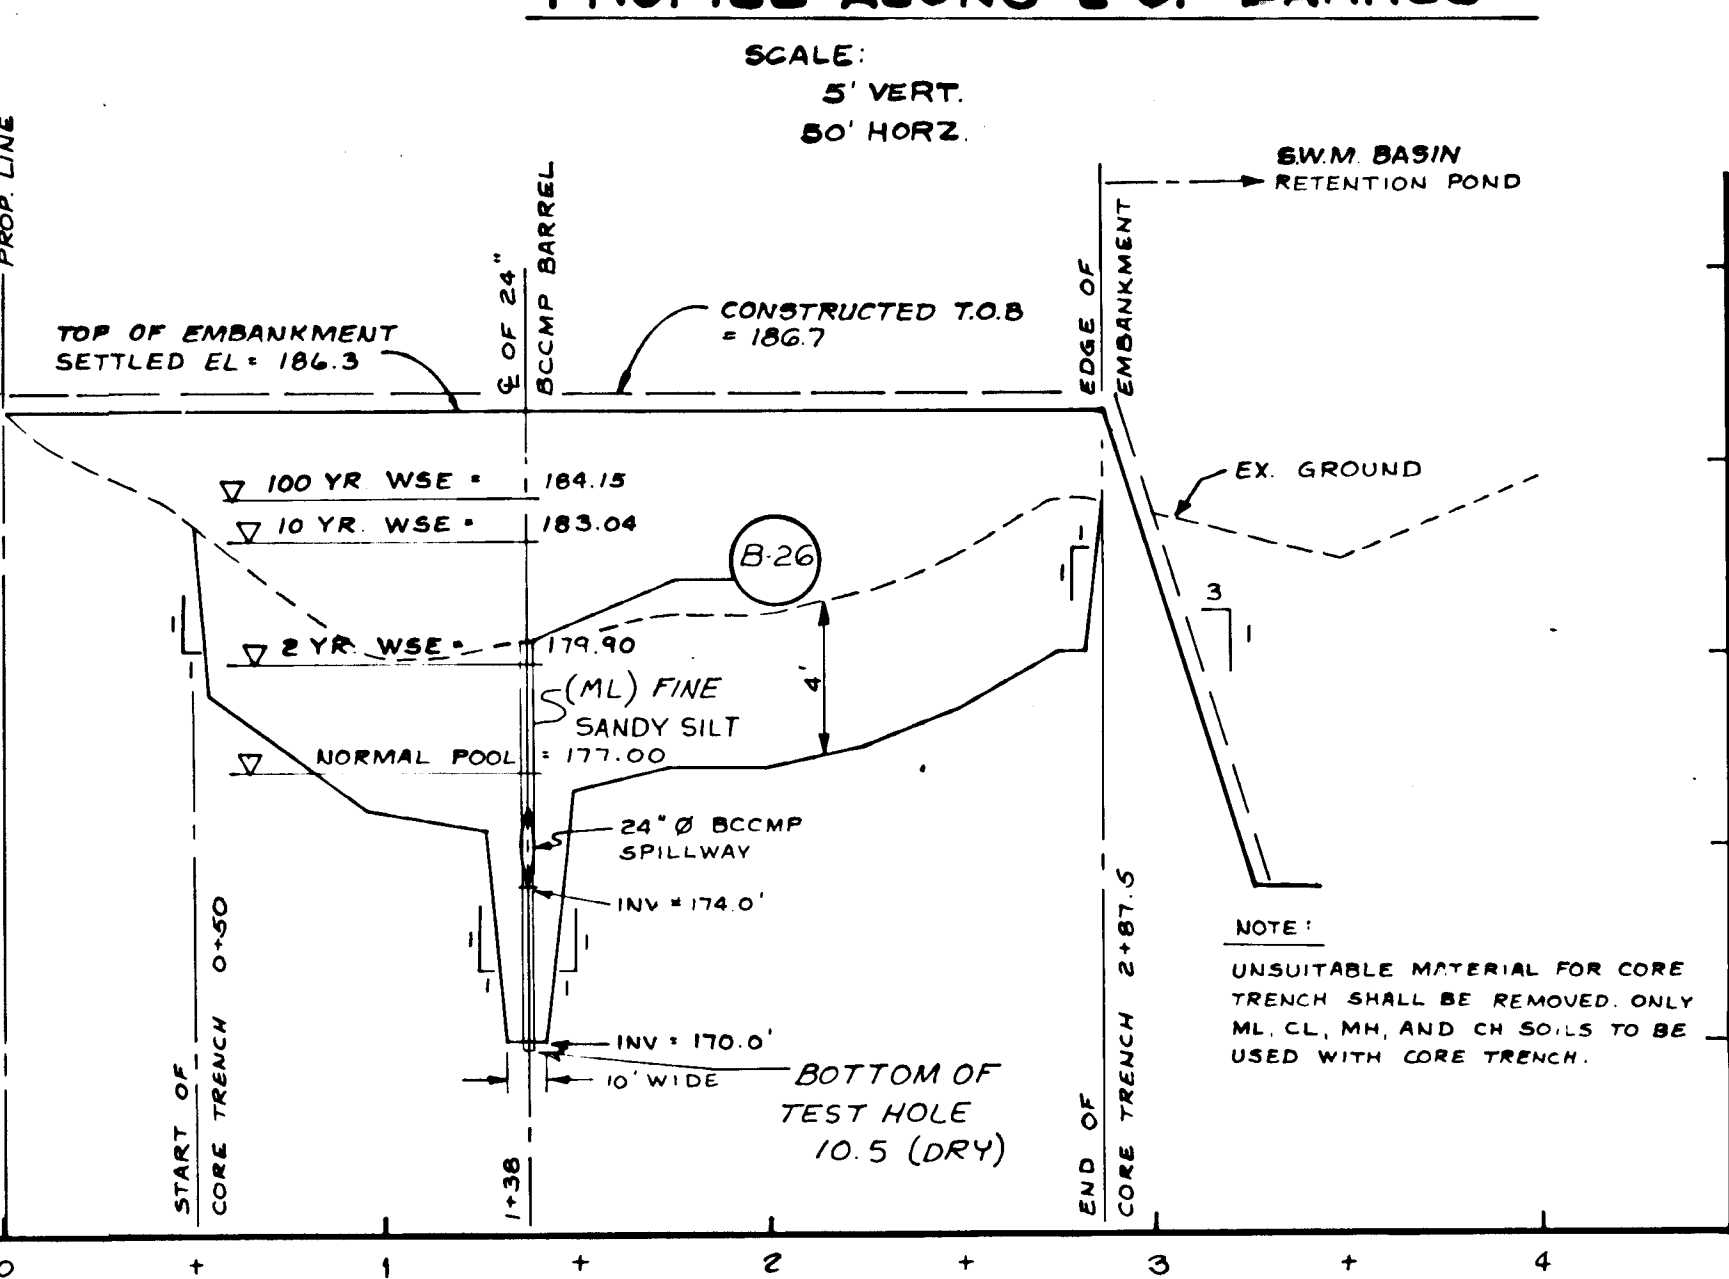 SCALE:
5' VERT.
50' HORZ.
PROP. LINE
S.W.M. BASIN
RETENTION POND
℄ OF 24"
BCCMP BARREL
EDGE OF
EMBANKMENT
TOP OF EMBANKMENT
SETTLED EL = 186.3
CONSTRUCTED T.O.B
= 186.7
100 YR WSE = 184.15
10 YR. WSE = 183.04
EX. GROUND
B-26
1
1
1
1
3
1
2 YR. WSE = 179.90
4'
(ML) FINE
SANDY SILT
NORMAL POOL = 177.00
24" Ø BCCMP
SPILLWAY
INV = 174.0'
1
1
1
1
INV = 170.0'
10' WIDE
BOTTOM OF
TEST HOLE
10.5 (DRY)
NOTE:
UNSUITABLE MATERIAL FOR CORE
TRENCH SHALL BE REMOVED. ONLY
ML, CL, MH, AND CH SOILS TO BE
USED WITH CORE TRENCH.
START OF
CORE TRENCH 0+50
1+38
END OF
CORE TRENCH 2+87.5
0 + 1 + 2 + 3 + 4